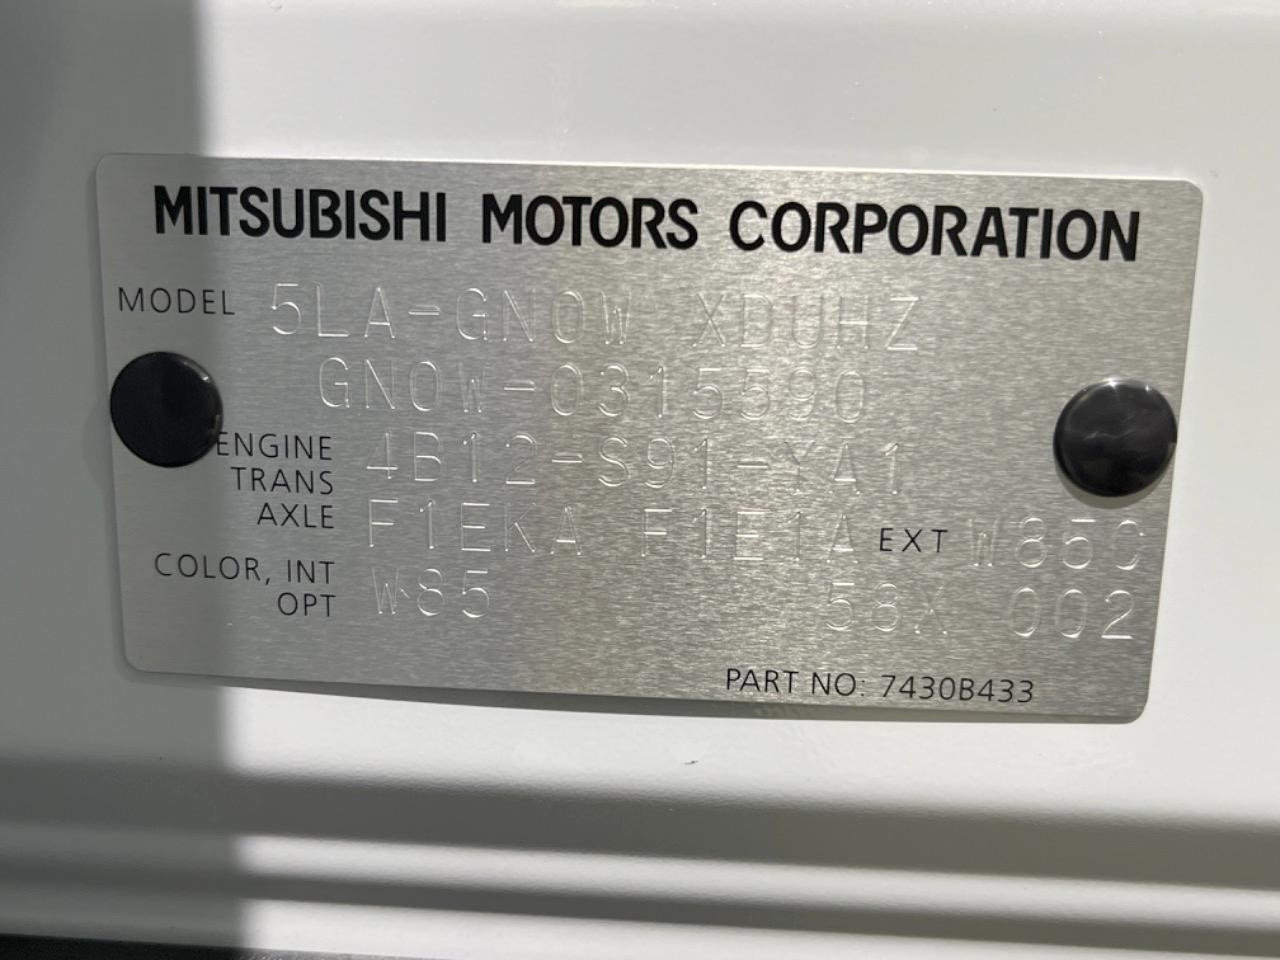 MITSUBISHI MOTORS CORPORATION
MODEL 5LA-GN0W XDUHZ
GN0W-0315590
ENGINE 4B12-S91-YA1
TRANS
AXLE F1EKA F1E1A EXT W85C
COLOR, INT W85 58X 002
OPT
PART NO: 7430B433